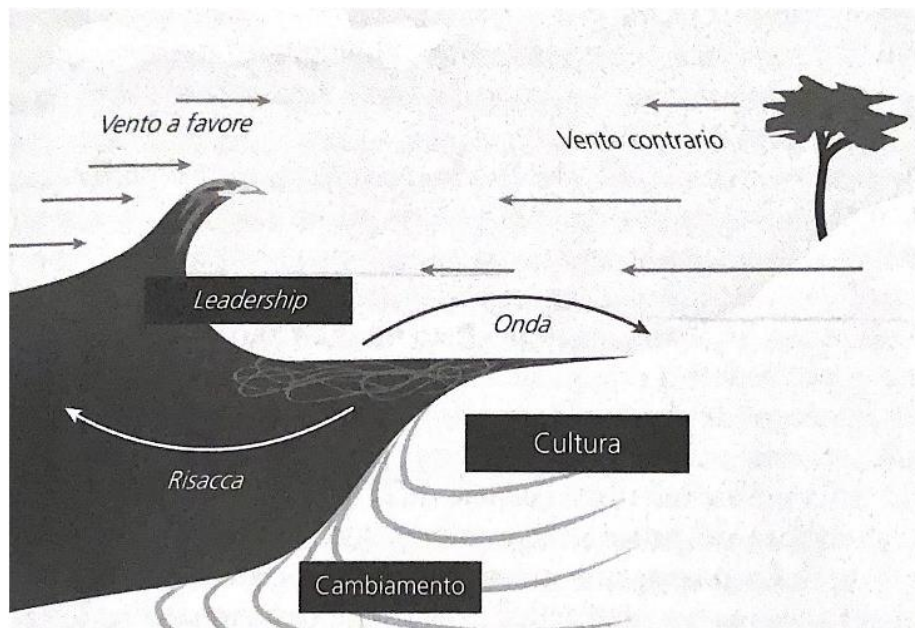 Vento a favore
Vento contrario
Leadership
Onda
Cultura
Risacca
Cambiamento